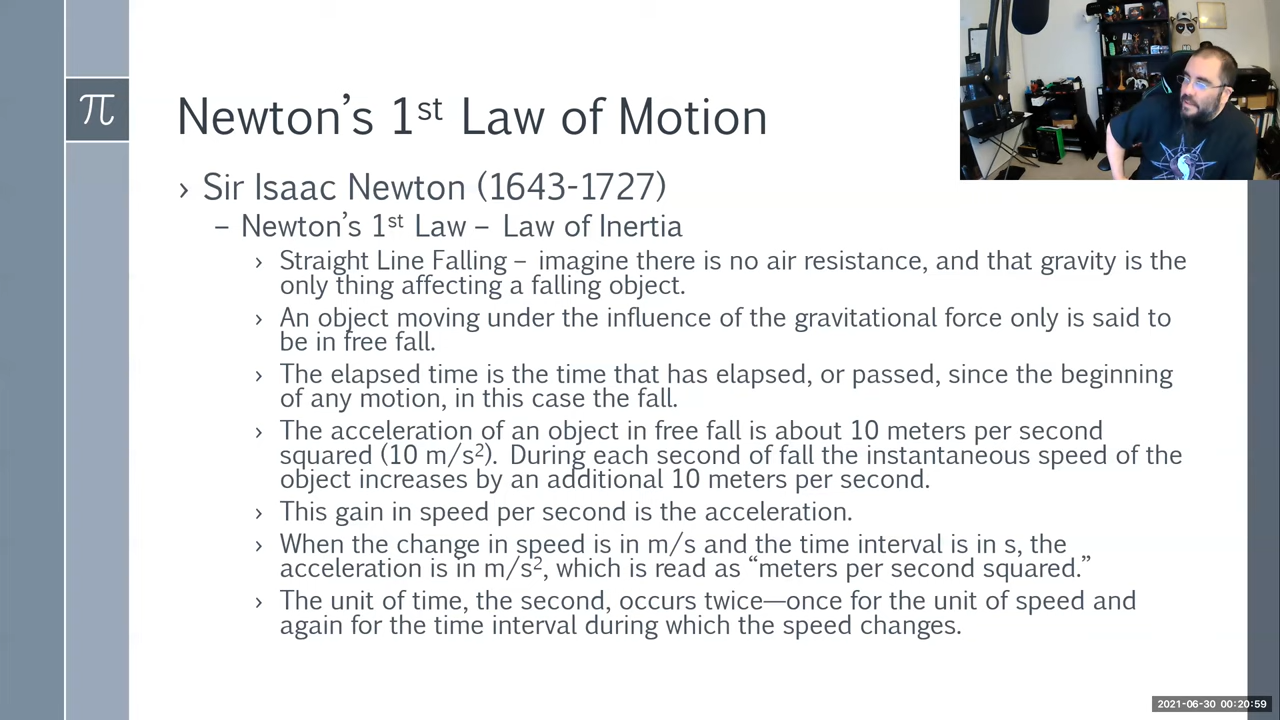 π
Newton’s 1st Law of Motion
› Sir Isaac Newton (1643-1727)
– Newton’s 1st Law – Law of Inertia
› Straight Line Falling – imagine there is no air resistance, and that gravity is the
only thing affecting a falling object.
› An object moving under the influence of the gravitational force only is said to
be in free fall.
› The elapsed time is the time that has elapsed, or passed, since the beginning
of any motion, in this case the fall.
› The acceleration of an object in free fall is about 10 meters per second
squared (10 m/s²). During each second of fall the instantaneous speed of the
object increases by an additional 10 meters per second.
› This gain in speed per second is the acceleration.
› When the change in speed is in m/s and the time interval is in s, the
acceleration is in m/s², which is read as “meters per second squared.”
› The unit of time, the second, occurs twice—once for the unit of speed and
again for the time interval during which the speed changes.
2021-06-30 00:20:59